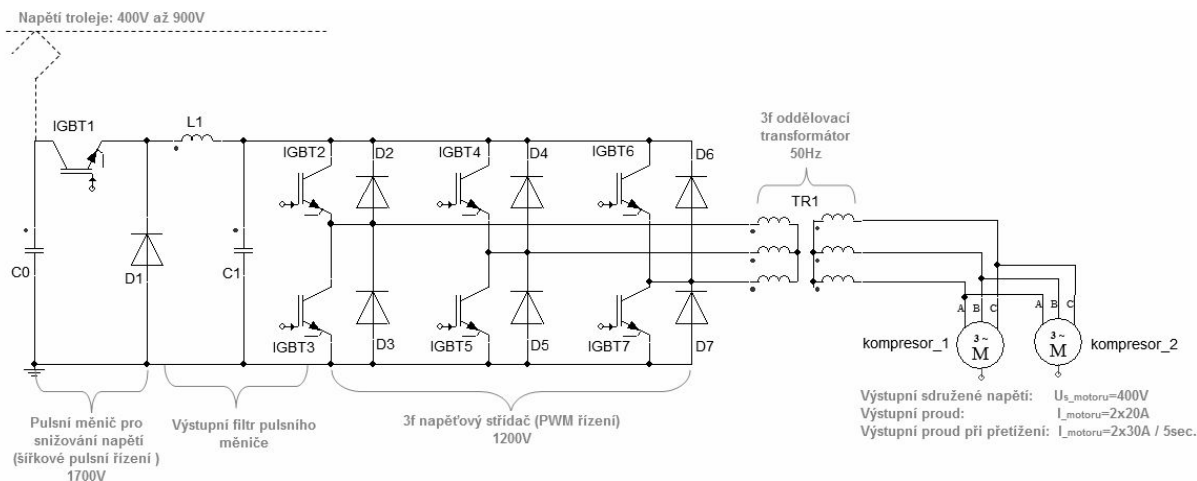 Napětí troleje: 400V až 900V
IGBT1
L1
C0
D1
C1
IGBT2
D2
IGBT4
D4
IGBT6
D6
IGBT3
D3
IGBT5
D5
IGBT7
D7
3f oddělovací
transformátor
50Hz
TR1
A B C
3~
M
kompresor_1
A B C
3~
M
kompresor_2
Pulsní měnič pro
snižování napětí
(šířkové pulsní řízení )
1700V
Výstupní filtr pulsního
měniče
3f napěťový střídač (PWM řízení)
1200V
Výstupní sdružené napětí: Us_motoru=400V
Výstupní proud: I_motoru=2x20A
Výstupní proud při přetížení: I_motoru=2x30A / 5sec.